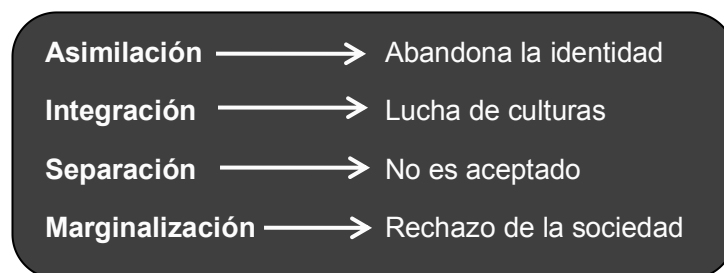 Asimilación Abandona la identidad
Integración Lucha de culturas
Separación No es aceptado
Marginalización Rechazo de la sociedad